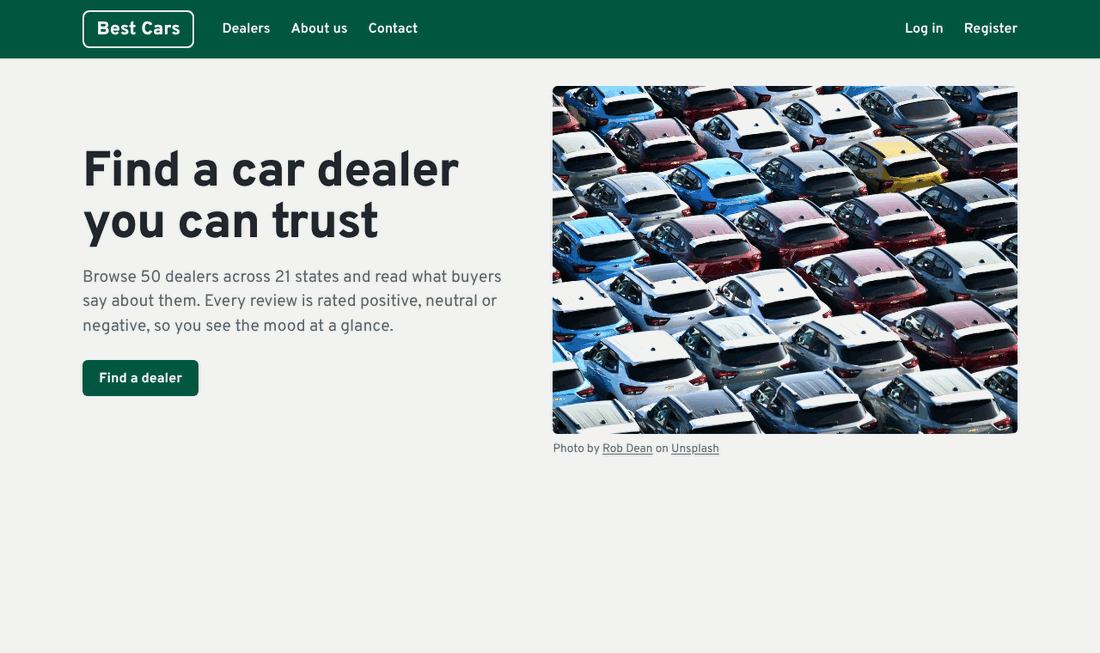 Best Cars
Dealers
About us
Contact
Log in
Register
Find a car dealer
you can trust
Browse 50 dealers across 21 states and read what buyers
say about them. Every review is rated positive, neutral or
negative, so you see the mood at a glance.
Find a dealer
Photo by Rob Dean on Unsplash